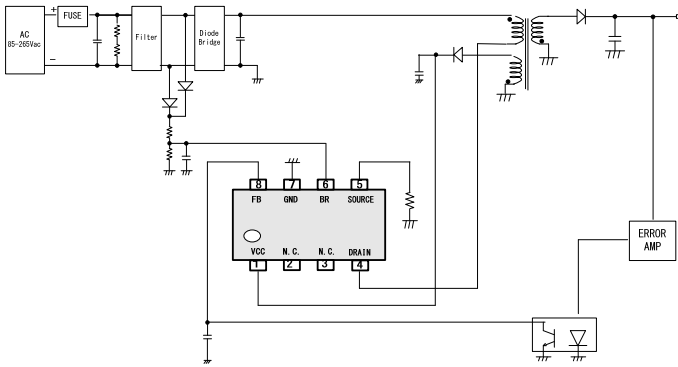 AC
85-265Vac
+
−
FUSE
Filter
Diode
Bridge
8 7 6 5
FB GND BR SOURCE
VCC N.C. N.C. DRAIN
1 2 3 4
ERROR
AMP